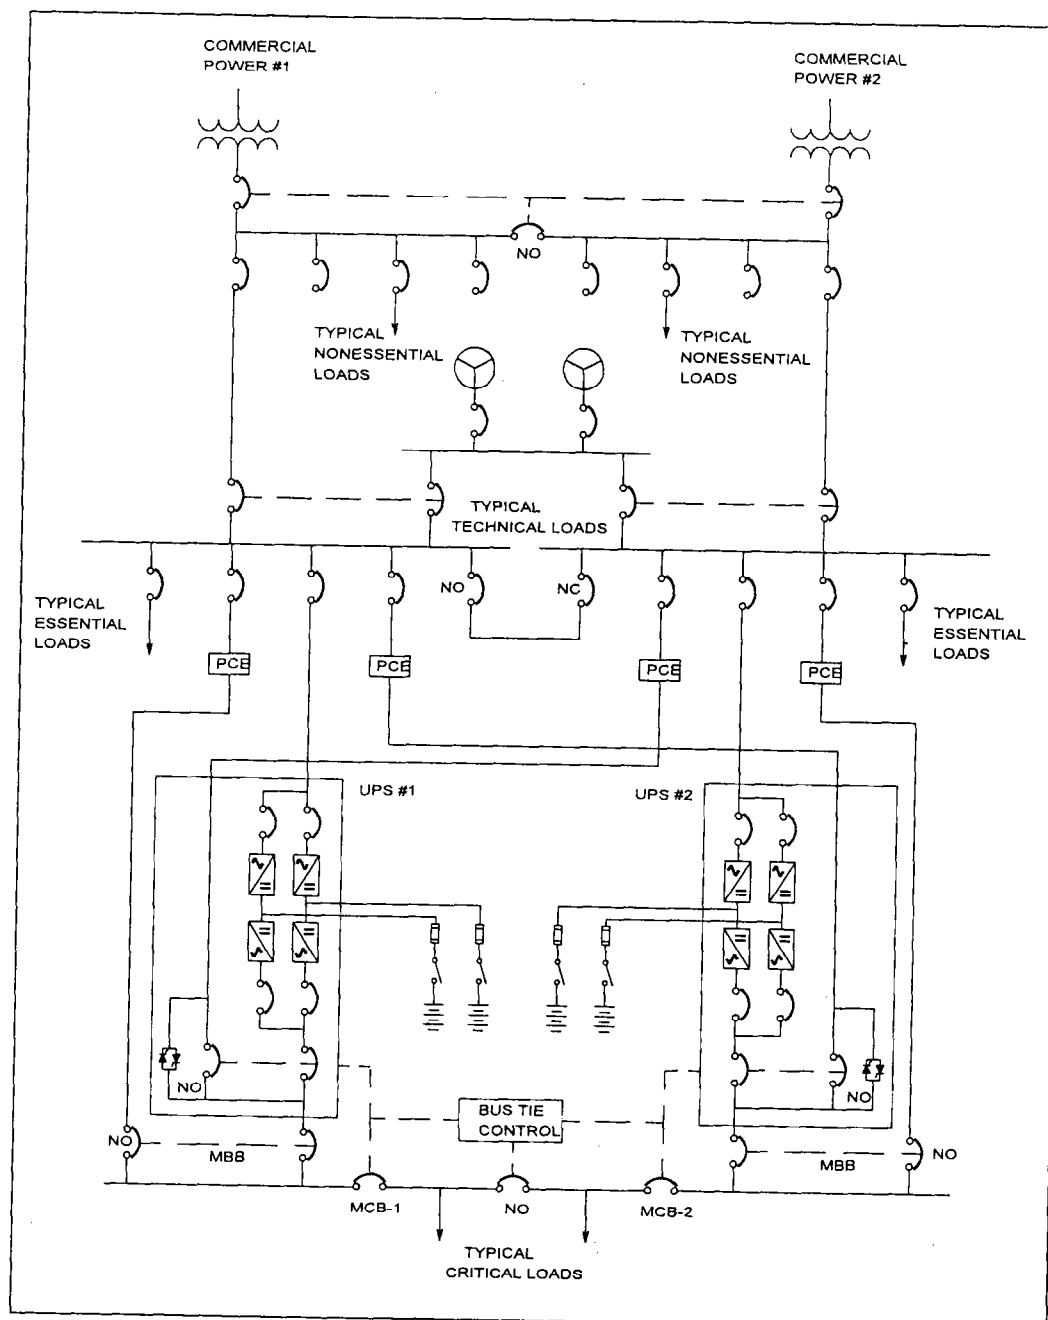 COMMERCIAL
POWER #1
COMMERCIAL
POWER #2
NO
TYPICAL
NONESSENTIAL
LOADS
TYPICAL
NONESSENTIAL
LOADS
TYPICAL
TECHNICAL LOADS
NO
NC
TYPICAL
ESSENTIAL
LOADS
TYPICAL
ESSENTIAL
LOADS
PCE
PCE
PCE
PCE
UPS #1
UPS #2
NO
NO
BUS TIE
CONTROL
NO
MBB
MBB
NO
MCB-1
NO
MCB-2
TYPICAL
CRITICAL LOADS